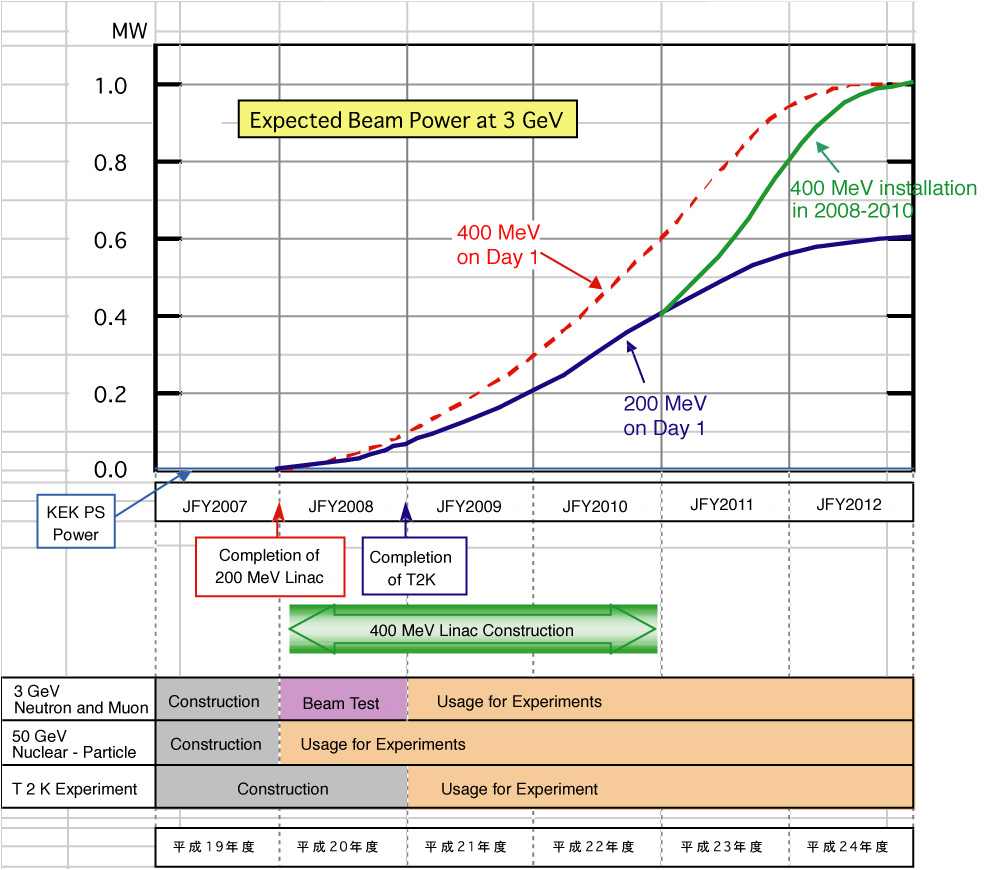 MW
1.0
Expected Beam Power at 3 GeV
0.8
400 MeV installation
in 2008-2010
0.6
400 MeV
on Day 1
0.4
200 MeV
on Day 1
0.2
0.0
KEK PS
Power
JFY2007 JFY2008 JFY2009 JFY2010 JFY2011 JFY2012
Completion of
200 MeV Linac
Completion
of T2K
400 MeV Linac Construction
3 GeV
Neutron and Muon
Construction Beam Test Usage for Experiments
50 GeV
Nuclear - Particle
Construction Usage for Experiments
T 2 K Experiment Construction Usage for Experiment
平成19年度 平成20年度 平成21年度 平成22年度 平成23年度 平成24年度